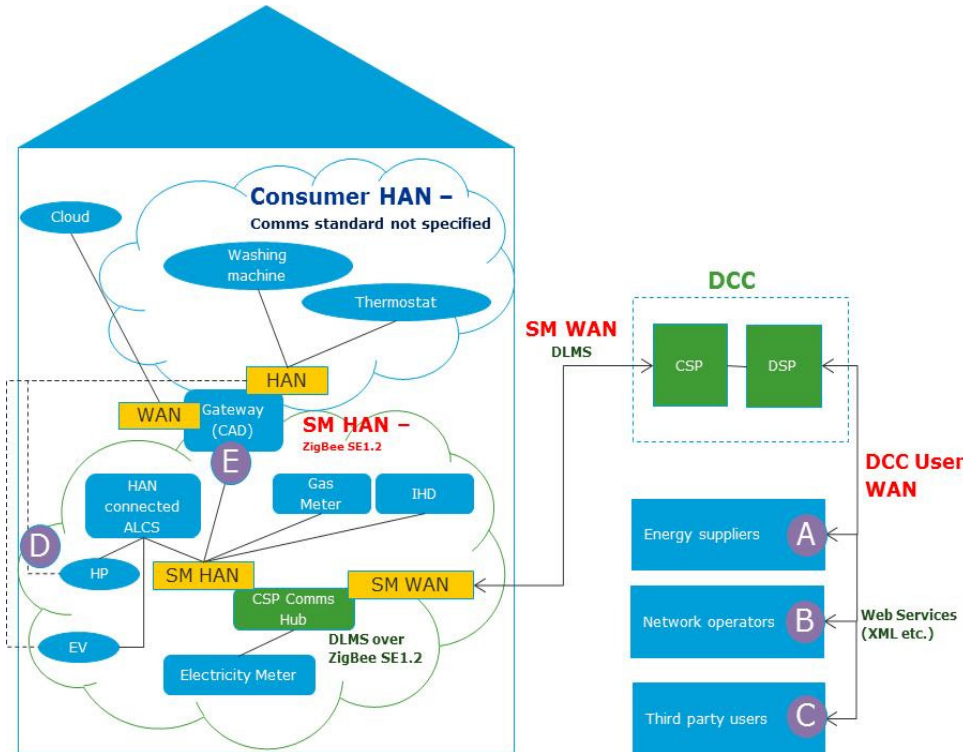 Consumer HAN –
Comms standard not specified
Cloud
Washing
machine
Thermostat
HAN
WAN
Gateway
(CAD)
E
SM HAN –
ZigBee SE1.2
HAN
connected
ALCS
Gas
Meter
IHD
D
HP
SM HAN
SM WAN
CSP Comms
Hub
EV
DLMS over
ZigBee SE1.2
Electricity Meter
SM WAN
DLMS
DCC
CSP
DSP
DCC User
WAN
Energy suppliers
A
Network operators
B
Web Services
(XML etc.)
Third party users
C